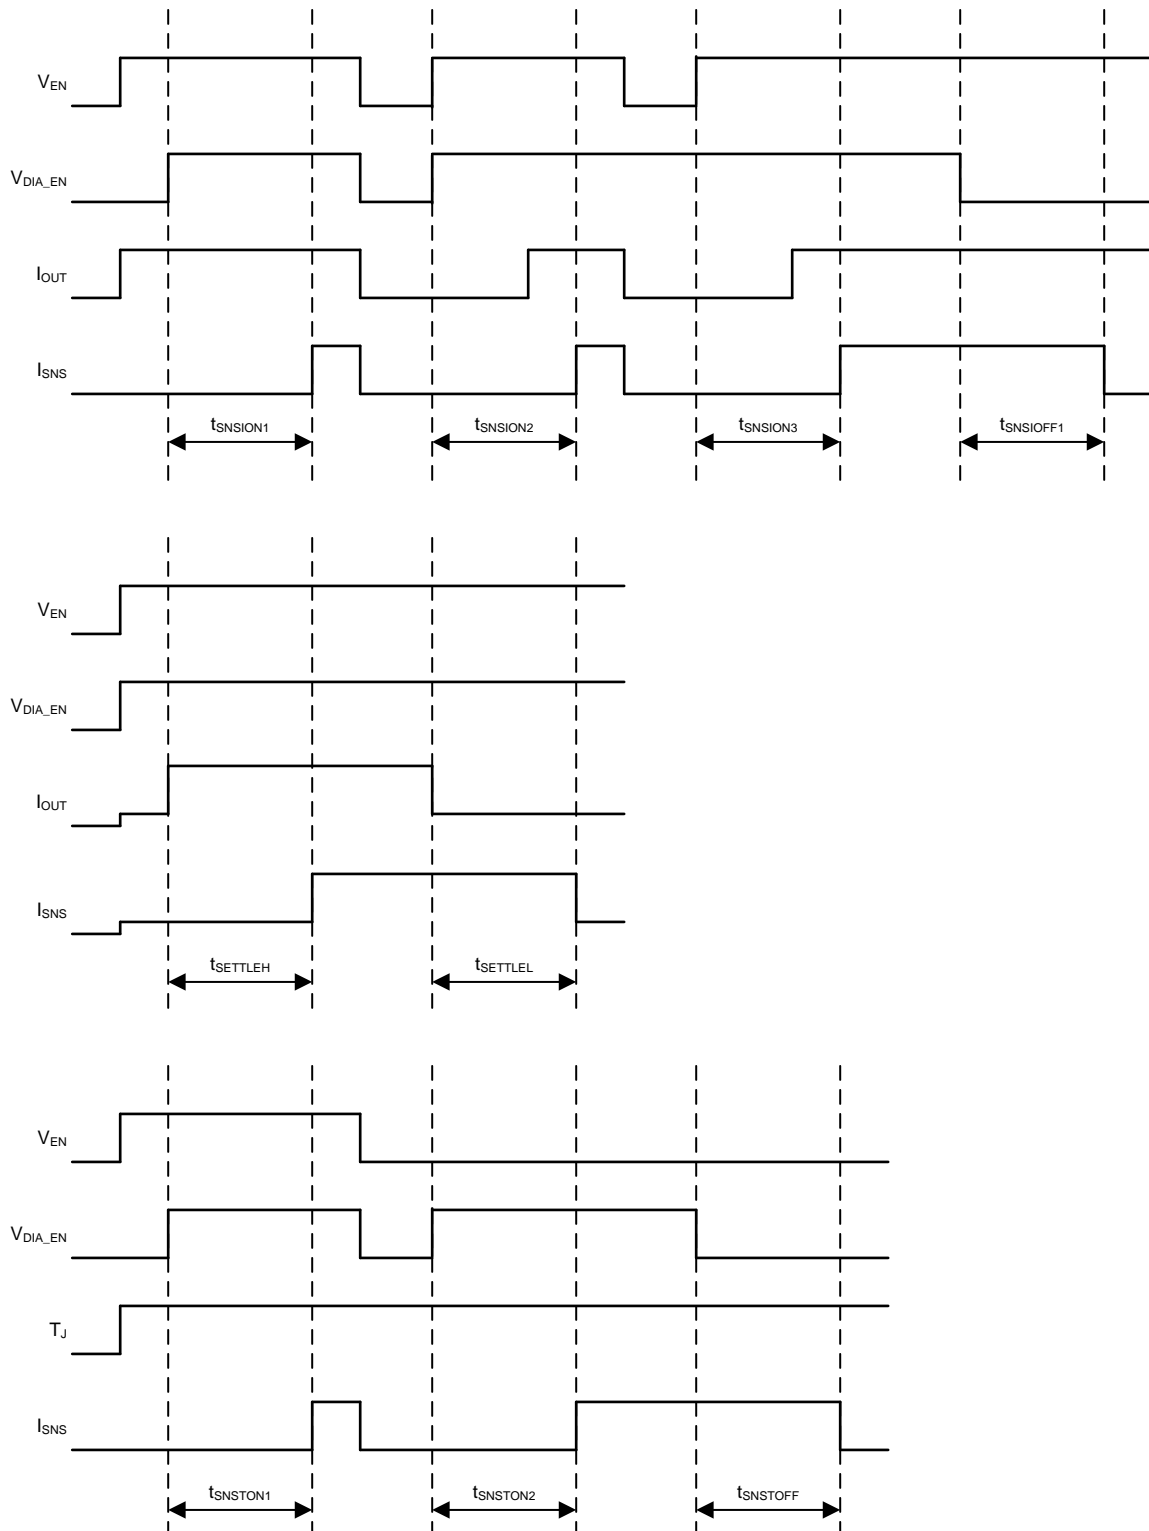 VEN
VDIA_EN
IOUT
ISNS
tSNSION1 tSNSION2 tSNSION3 tSNSIOFF1
VEN
VDIA_EN
IOUT
ISNS
tSETTLEH tSETTLEL
VEN
VDIA_EN
TJ
ISNS
tSNSTON1 tSNSTON2 tSNSTOFF